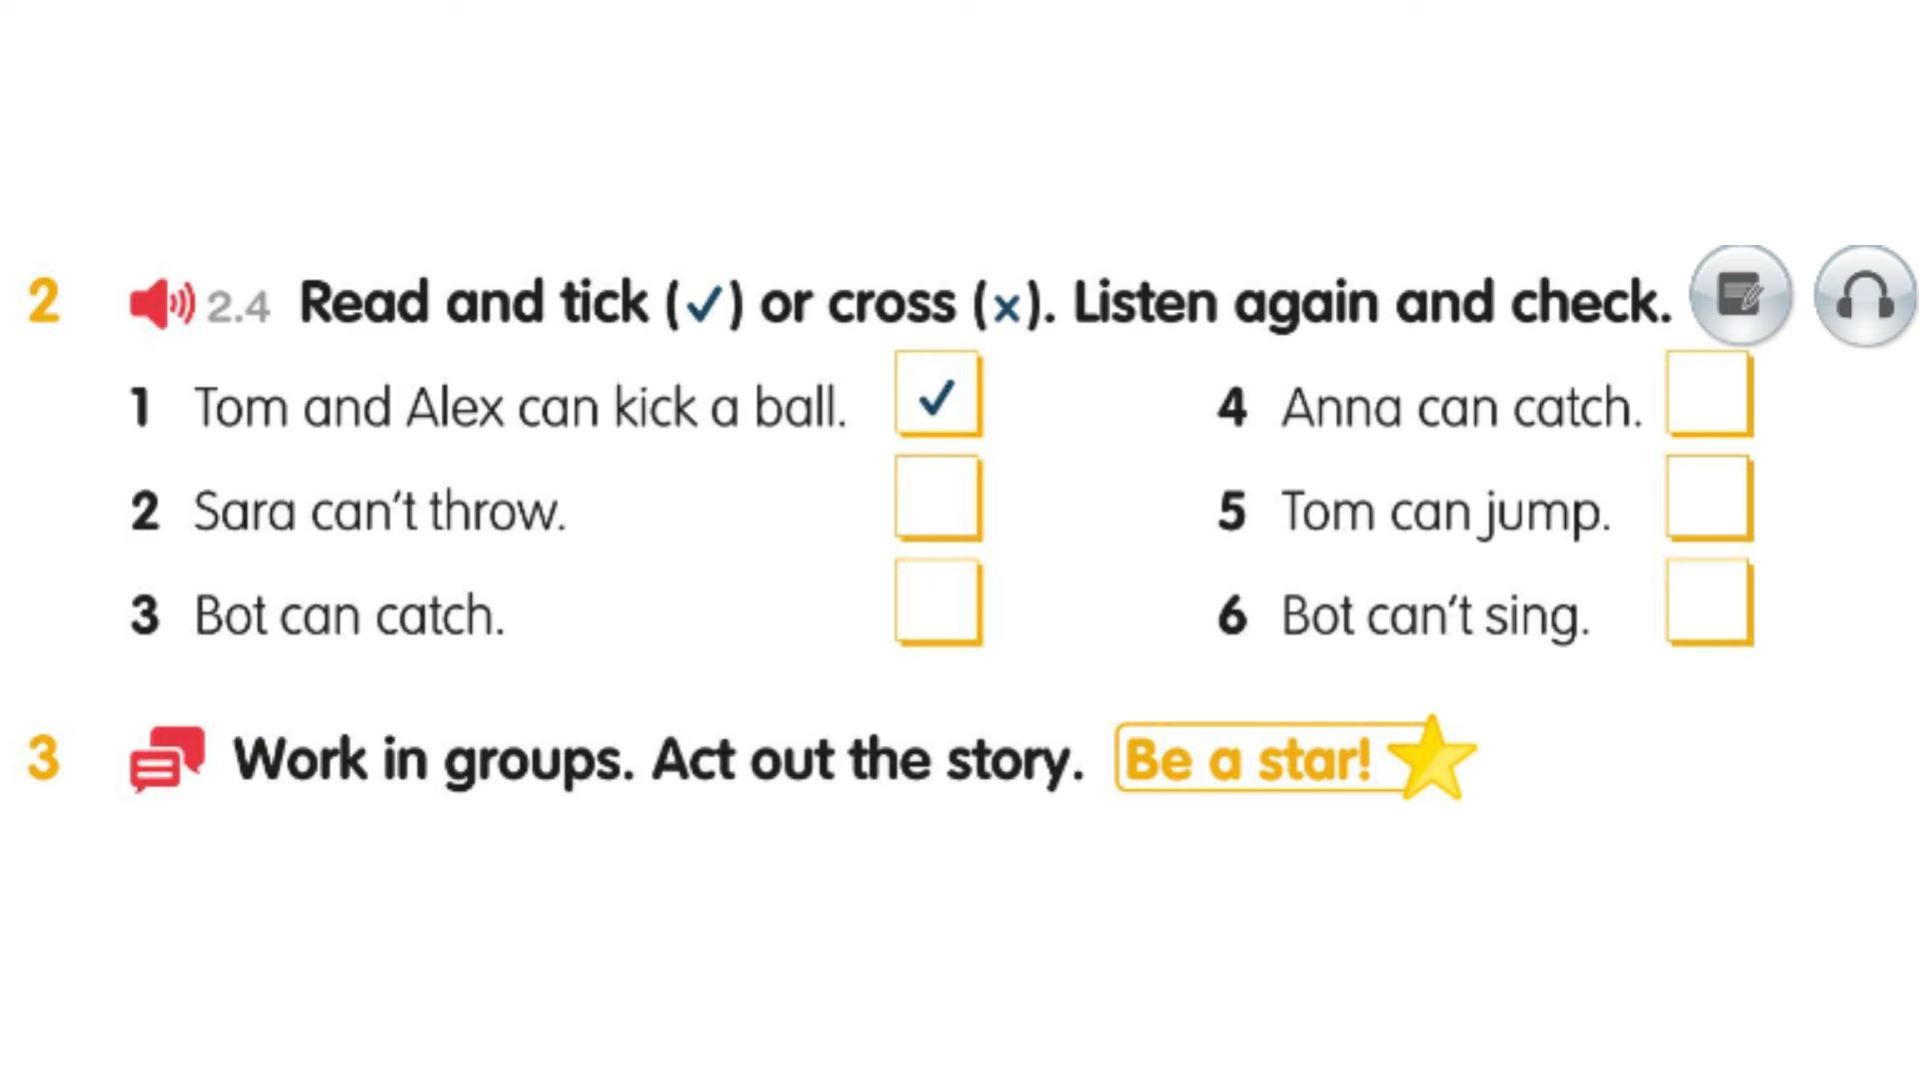 2 2.4 Read and tick (✓) or cross (x). Listen again and check.
1 Tom and Alex can kick a ball. ✓
2 Sara can't throw.
3 Bot can catch.
4 Anna can catch.
5 Tom can jump.
6 Bot can't sing.
3 Work in groups. Act out the story. Be a star!